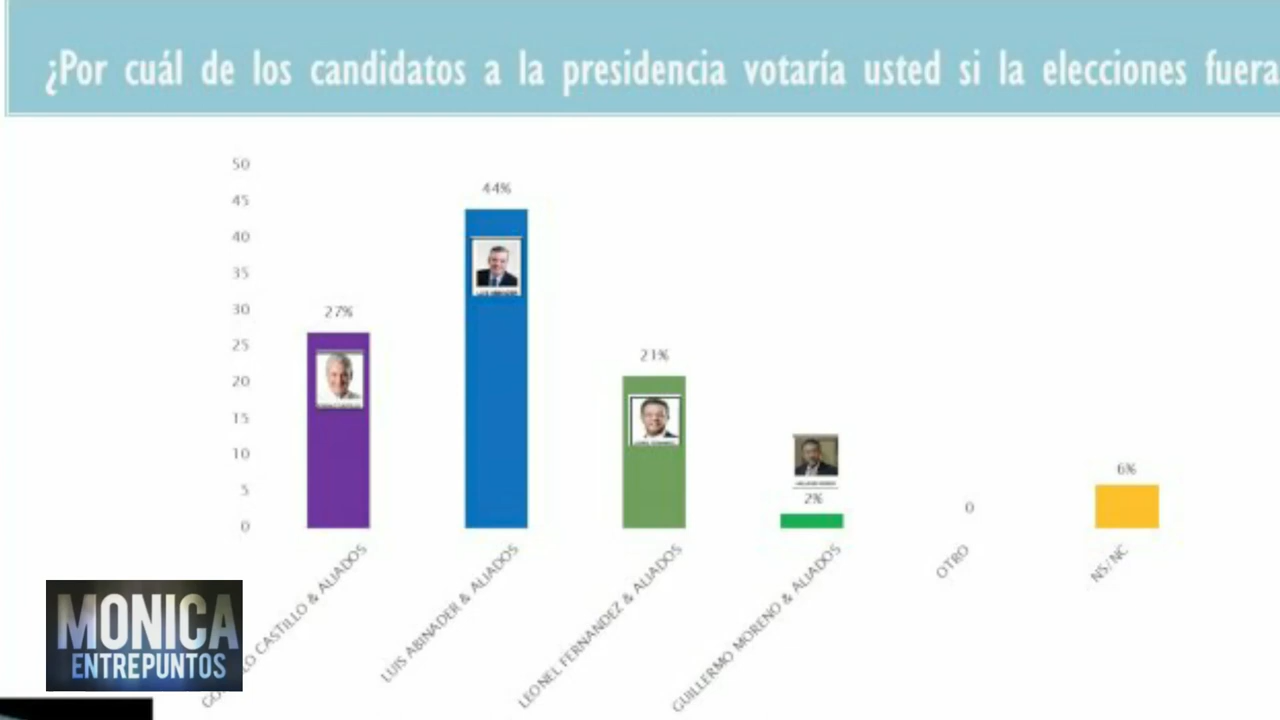 ¿Por cuál de los candidatos a la presidencia votaría usted si la elecciones fuera
50
45
40
35
30
25
20
15
10
5
0
27%
44%
21%
2%
0
6%
CASTILLO & ALIADOS
LUIS ABINADER & ALIADOS
LEONEL FERNANDEZ & ALIADOS
GUILLERMO MORENO & ALIADOS
OTRO
NS/NC
MONICA
ENTREPUNTOS